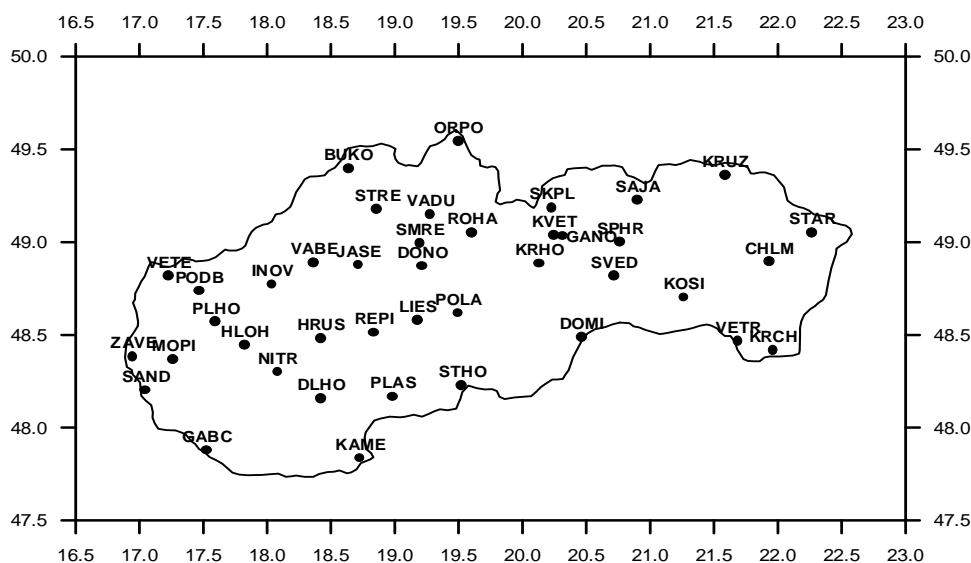 16.5 17.0 17.5 18.0 18.5 19.0 19.5 20.0 20.5 21.0 21.5 22.0 22.5 23.0
50.0 50.0
ORPO
49.5 49.5
BUKO
KRUZ
SAJA
STRE VADU SKPL
ROHA KVET SPHR STAR
SMRE GANO
49.0 49.0
VABE JASE DONO KRHO CHLM
VETE INOV SVED
PODB KOSI
PLHO LIES POLA
HLOH HRUS REPI DOMI VETR
48.5 48.5
ZAVE MOPI KRCH
NITR
SAND DLHO PLAS STHO
48.0 48.0
GABC KAME
47.5 47.5
16.5 17.0 17.5 18.0 18.5 19.0 19.5 20.0 20.5 21.0 21.5 22.0 22.5 23.0